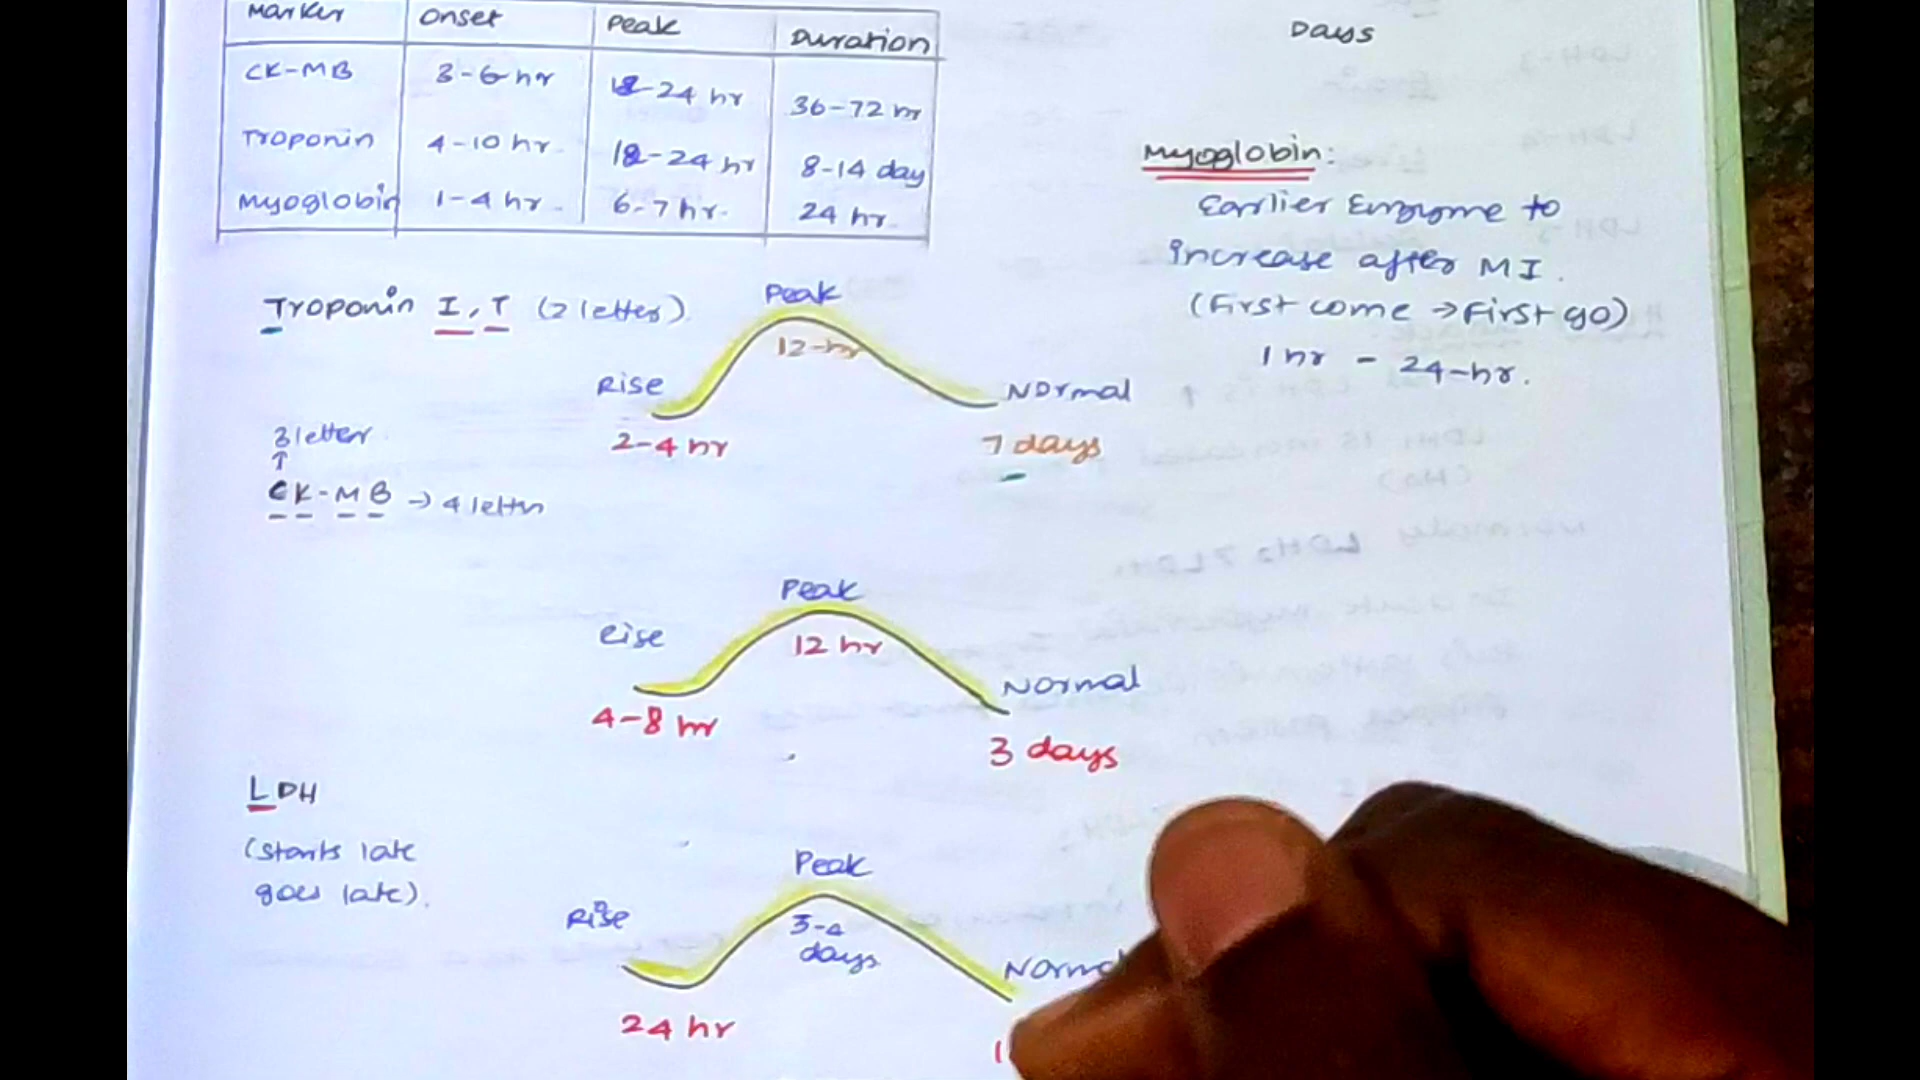 Marker Onset Peak Duration
CK-MB 3-6 hr 12-24 hr 36-72 hr
Troponin 4-10 hr 18-24 hr 8-14 day
Myoglobin 1-4 hr. 6-7 hr. 24 hr.
Days
Myoglobin:
Earlier Enzyme to
increase after MI.
(First come → First go)
1 hr - 24-hr.
Troponin I, T (2 letter)
Peak
12-hr
Rise
Normal
2-4 hr
7 days
3 letter
↑
CK-MB → 4 letter
Peak
Rise
12 hr
Normal
4-8 hr
3 days
LDH
(Starts late
goes late).
Peak
Rise
3-4
days
24 hr